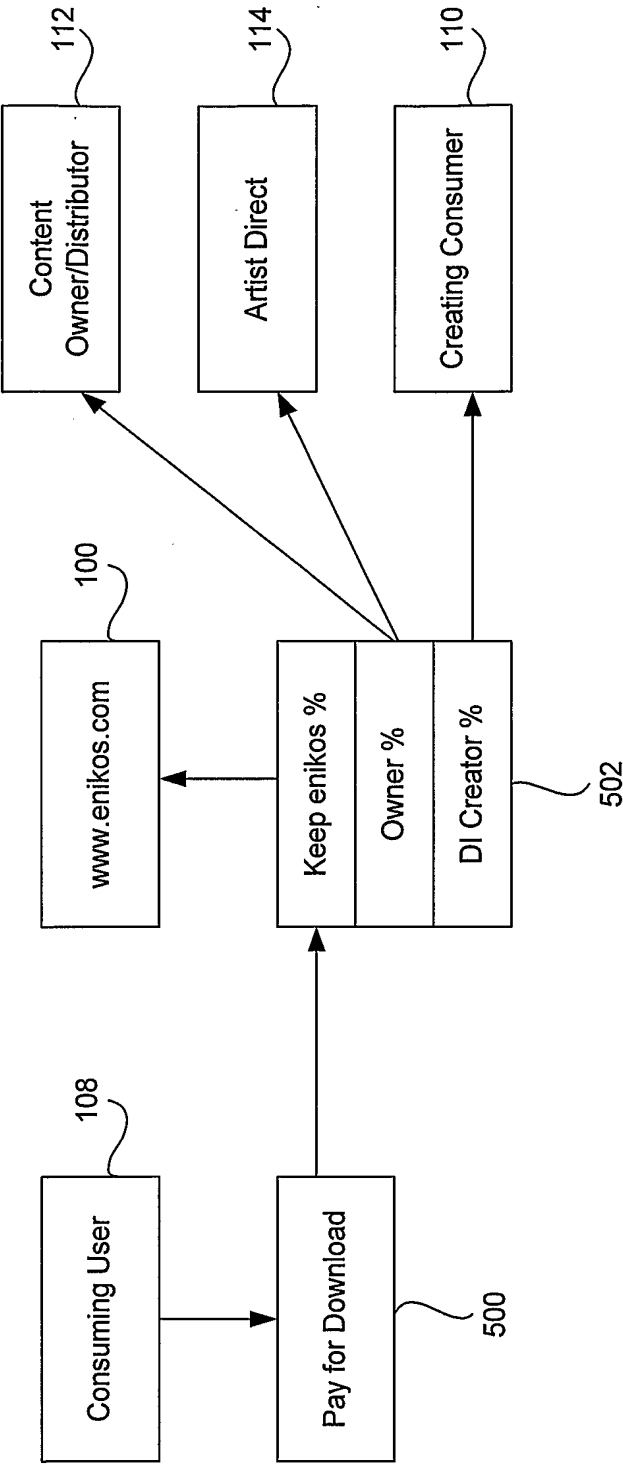 Consuming User
108
Pay for Download
500
www.enikos.com
100
Keep enikos %
Owner %
DI Creator %
502
Content
Owner/Distributor
112
Artist Direct
114
Creating Consumer
110